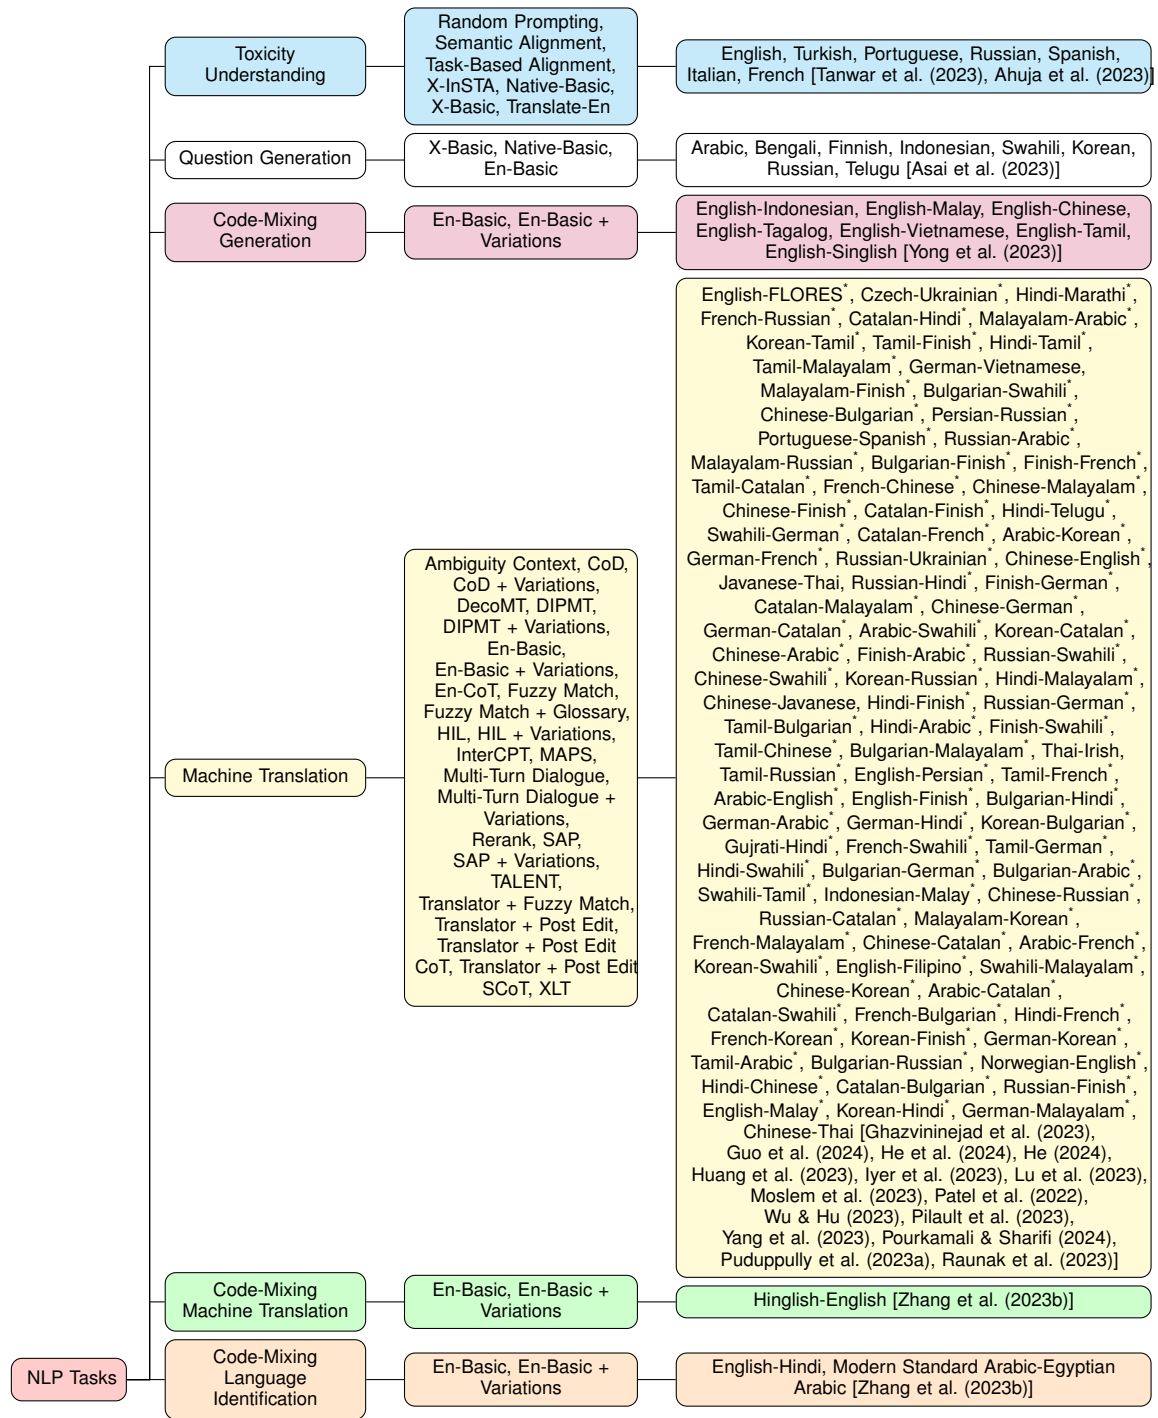 Toxicity
Understanding
Random Prompting,
Semantic Alignment,
Task-Based Alignment,
X-InSTA, Native-Basic,
X-Basic, Translate-En
English, Turkish, Portuguese, Russian, Spanish,
Italian, French [Tanwar et al. (2023), Ahuja et al. (2023)]
Question Generation
X-Basic, Native-Basic,
En-Basic
Arabic, Bengali, Finnish, Indonesian, Swahili, Korean,
Russian, Telugu [Asai et al. (2023)]
Code-Mixing
Generation
En-Basic, En-Basic +
Variations
English-Indonesian, English-Malay, English-Chinese,
English-Tagalog, English-Vietnamese, English-Tamil,
English-Singlish [Yong et al. (2023)]
Machine Translation
Ambiguity Context, CoD,
CoD + Variations,
DecoMT, DIPMT,
DIPMT + Variations,
En-Basic,
En-Basic + Variations,
En-CoT, Fuzzy Match,
Fuzzy Match + Glossary,
HIL, HIL + Variations,
InterCPT, MAPS,
Multi-Turn Dialogue,
Multi-Turn Dialogue +
Variations,
Rerank, SAP,
SAP + Variations,
TALENT,
Translator + Fuzzy Match,
Translator + Post Edit,
Translator + Post Edit
CoT, Translator + Post Edit
SCoT, XLT
English-FLORES*, Czech-Ukrainian*, Hindi-Marathi*,
French-Russian*, Catalan-Hindi*, Malayalam-Arabic*,
Korean-Tamil*, Tamil-Finish*, Hindi-Tamil*,
Tamil-Malayalam*, German-Vietnamese,
Malayalam-Finish*, Bulgarian-Swahili*,
Chinese-Bulgarian*, Persian-Russian*,
Portuguese-Spanish*, Russian-Arabic*,
Malayalam-Russian*, Bulgarian-Finish*, Finish-French*,
Tamil-Catalan*, French-Chinese*, Chinese-Malayalam*,
Chinese-Finish*, Catalan-Finish*, Hindi-Telugu*,
Swahili-German*, Catalan-French*, Arabic-Korean*,
German-French*, Russian-Ukrainian*, Chinese-English*,
Javanese-Thai, Russian-Hindi*, Finish-German*,
Catalan-Malayalam*, Chinese-German*,
German-Catalan*, Arabic-Swahili*, Korean-Catalan*,
Chinese-Arabic*, Finish-Arabic*, Russian-Swahili*,
Chinese-Swahili*, Korean-Russian*, Hindi-Malayalam*,
Chinese-Javanese, Hindi-Finish*, Russian-German*,
Tamil-Bulgarian*, Hindi-Arabic*, Finish-Swahili*,
Tamil-Chinese*, Bulgarian-Malayalam*, Thai-Irish,
Tamil-Russian*, English-Persian*, Tamil-French*,
Arabic-English*, English-Finish*, Bulgarian-Hindi*,
German-Arabic*, German-Hindi*, Korean-Bulgarian*,
Gujrati-Hindi*, French-Swahili*, Tamil-German*,
Hindi-Swahili*, Bulgarian-German*, Bulgarian-Arabic*,
Swahili-Tamil*, Indonesian-Malay*, Chinese-Russian*,
Russian-Catalan*, Malayalam-Korean*,
French-Malayalam*, Chinese-Catalan*, Arabic-French*,
Korean-Swahili*, English-Filipino*, Swahili-Malayalam*,
Chinese-Korean*, Arabic-Catalan*,
Catalan-Swahili*, French-Bulgarian*, Hindi-French*,
French-Korean*, Korean-Finish*, German-Korean*,
Tamil-Arabic*, Bulgarian-Russian*, Norwegian-English*,
Hindi-Chinese*, Catalan-Bulgarian*, Russian-Finish*,
English-Malay*, Korean-Hindi*, German-Malayalam*,
Chinese-Thai [Ghazvininejad et al. (2023),
Guo et al. (2024), He et al. (2024), He (2024),
Huang et al. (2023), Iyer et al. (2023), Lu et al. (2023),
Moslem et al. (2023), Patel et al. (2022),
Wu & Hu (2023), Pilault et al. (2023),
Yang et al. (2023), Pourkamali & Sharifi (2024),
Puduppully et al. (2023a), Raunak et al. (2023)]
Code-Mixing
Machine Translation
En-Basic, En-Basic +
Variations
Hinglish-English [Zhang et al. (2023b)]
NLP Tasks
Code-Mixing
Language
Identification
En-Basic, En-Basic +
Variations
English-Hindi, Modern Standard Arabic-Egyptian
Arabic [Zhang et al. (2023b)]